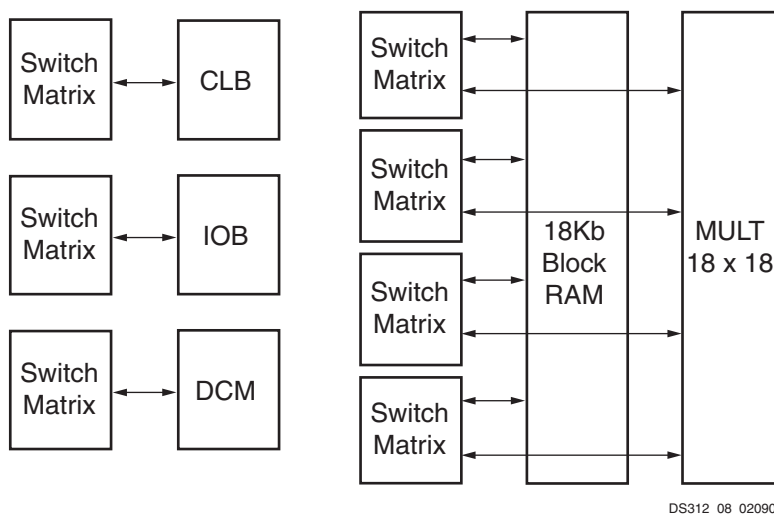 Switch
Matrix
CLB
Switch
Matrix
IOB
Switch
Matrix
DCM
Switch
Matrix
Switch
Matrix
Switch
Matrix
Switch
Matrix
18Kb
Block
RAM
MULT
18 x 18
DS312_08_02090